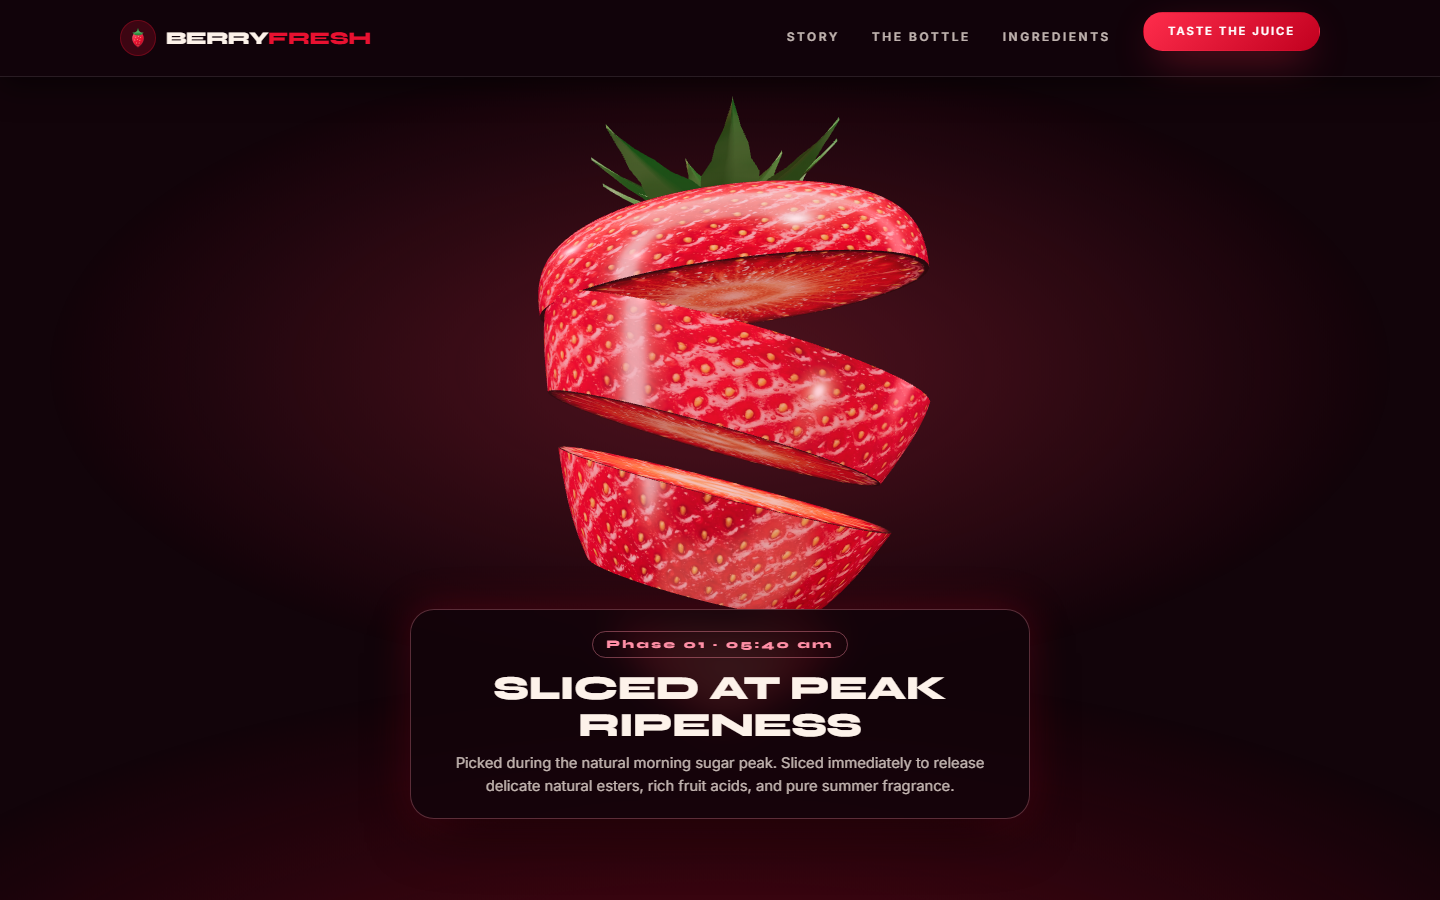 BERRYFRESH
STORY
THE BOTTLE
INGREDIENTS
TASTE THE JUICE
Phase 01 · 05:40 am
SLICED AT PEAK
RIPENESS
Picked during the natural morning sugar peak. Sliced immediately to release
delicate natural esters, rich fruit acids, and pure summer fragrance.